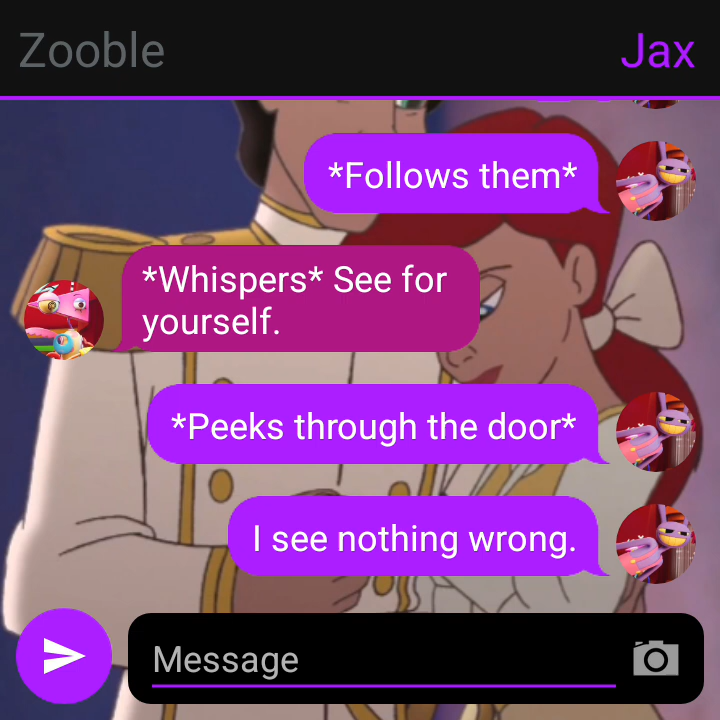 Zooble
Jax
*Follows them*
*Whispers* See for
yourself.
*Peeks through the door*
I see nothing wrong.
Message